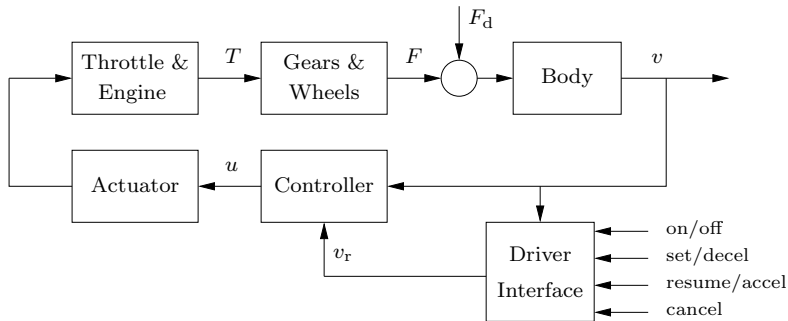 F_d
Throttle &
Engine
T
Gears &
Wheels
F
Body
v
Actuator
u
Controller
v_r
Driver
Interface
on/off
set/decel
resume/accel
cancel